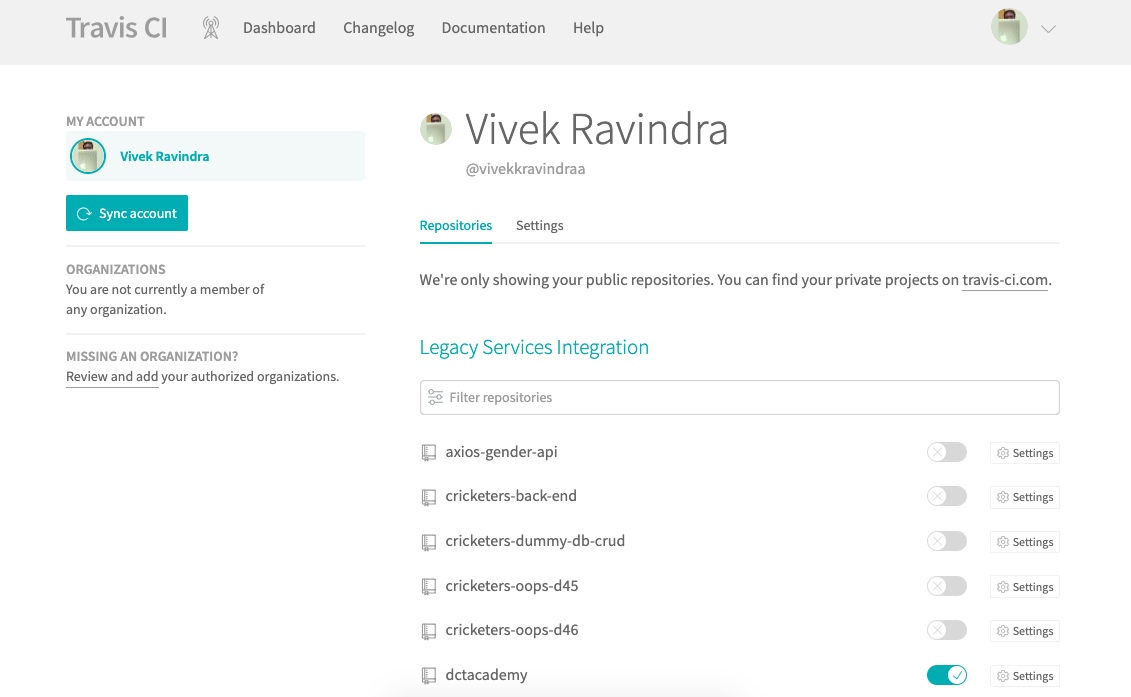 Travis CI
Dashboard
Changelog
Documentation
Help
MY ACCOUNT
Vivek Ravindra
Sync account
ORGANIZATIONS
You are not currently a member of
any organization.
MISSING AN ORGANIZATION?
Review and add your authorized organizations.
Vivek Ravindra
@vivekkravindraa
Repositories
Settings
We're only showing your public repositories. You can find your private projects on travis-ci.com.
Legacy Services Integration
Filter repositories
axios-gender-api
Settings
cricketers-back-end
Settings
cricketers-dummy-db-crud
Settings
cricketers-oops-d45
Settings
cricketers-oops-d46
Settings
dctacademy
Settings